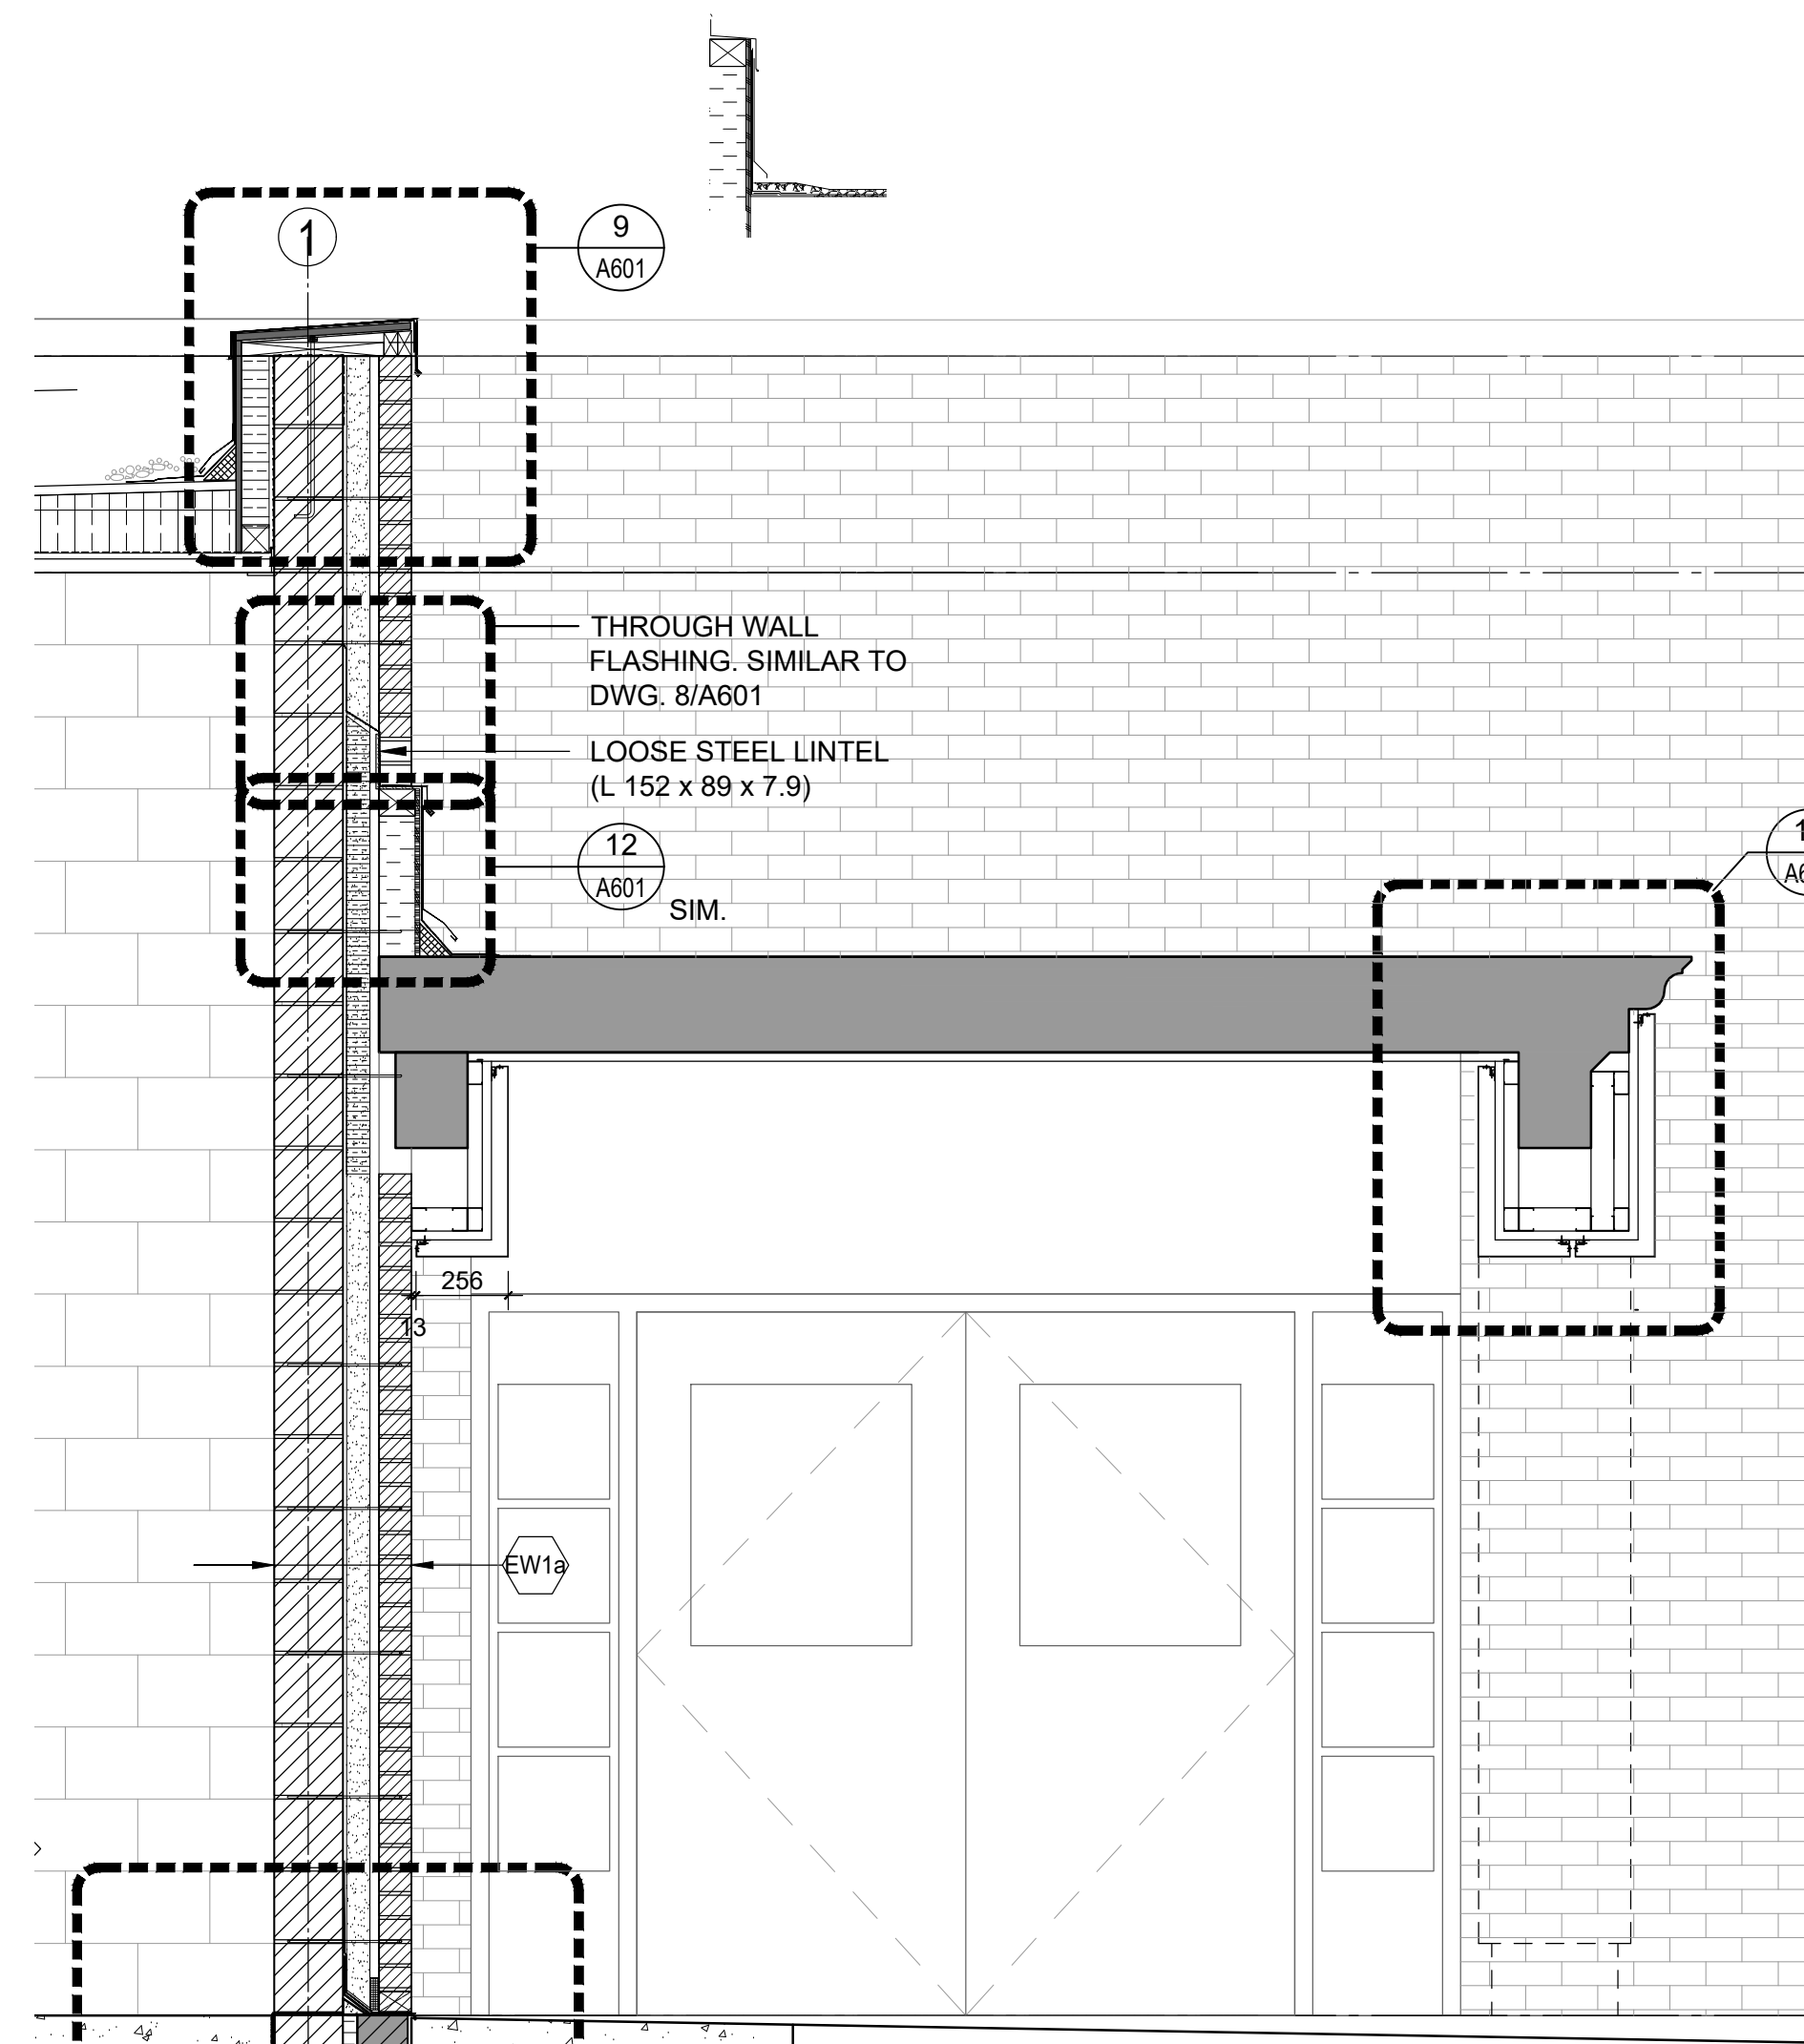 1
9
A601
THROUGH WALL
FLASHING. SIMILAR TO
DWG. 8/A601
LOOSE STEEL LINTEL
(L 152 x 89 x 7.9)
12
A601
SIM.
256
13
EW1a